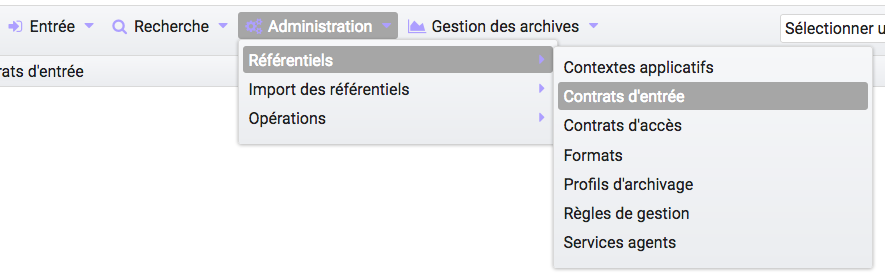 Entrée Recherche Administration Gestion des archives Sélectionner u
rats d'entrée
Référentiels
Import des référentiels
Opérations
Contextes applicatifs
Contrats d'entrée
Contrats d'accès
Formats
Profils d'archivage
Règles de gestion
Services agents